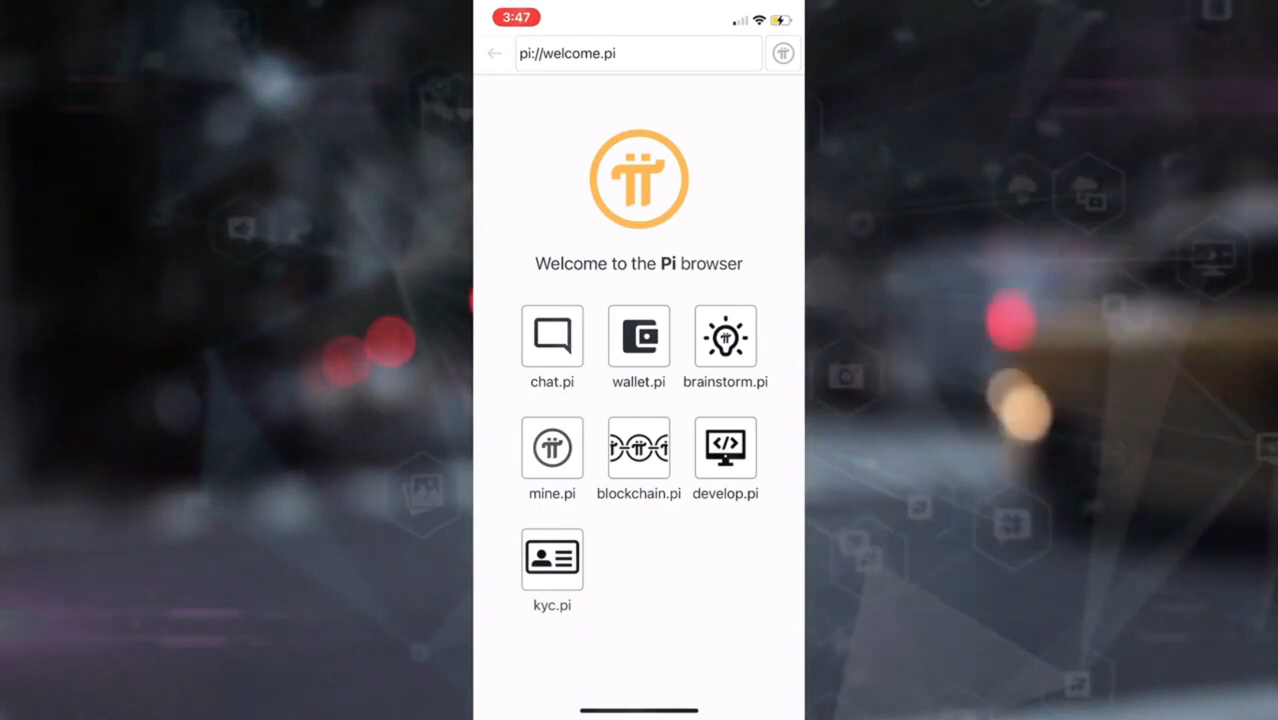 3:47
pi://welcome.pi
Welcome to the Pi browser
chat.pi
wallet.pi
brainstorm.pi
mine.pi
blockchain.pi
develop.pi
kyc.pi